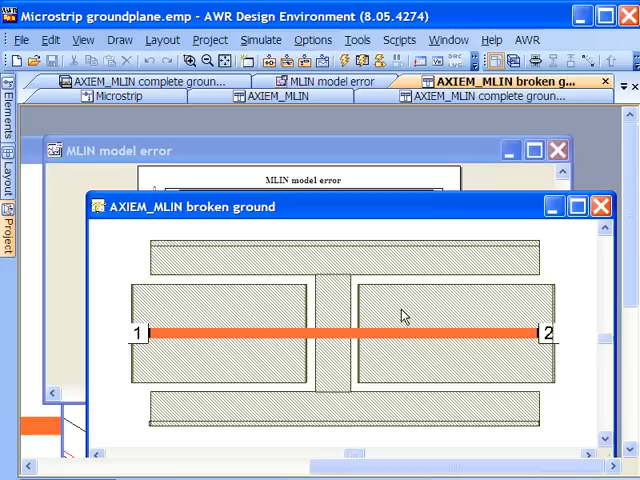 Microstrip groundplane.emp - AWR Design Environment (8.05.4274)
File Edit View Draw Layout Project Simulate Options Tools Scripts Window Help AWR
AXIEM_MLIN complete groun... MLIN model error AXIEM_MLIN broken g...
Microstrip AXIEM_MLIN AXIEM_MLIN complete groun...
Elements
Layout
Project
MLIN model error
MLIN model error
AXIEM_MLIN broken ground
1 2